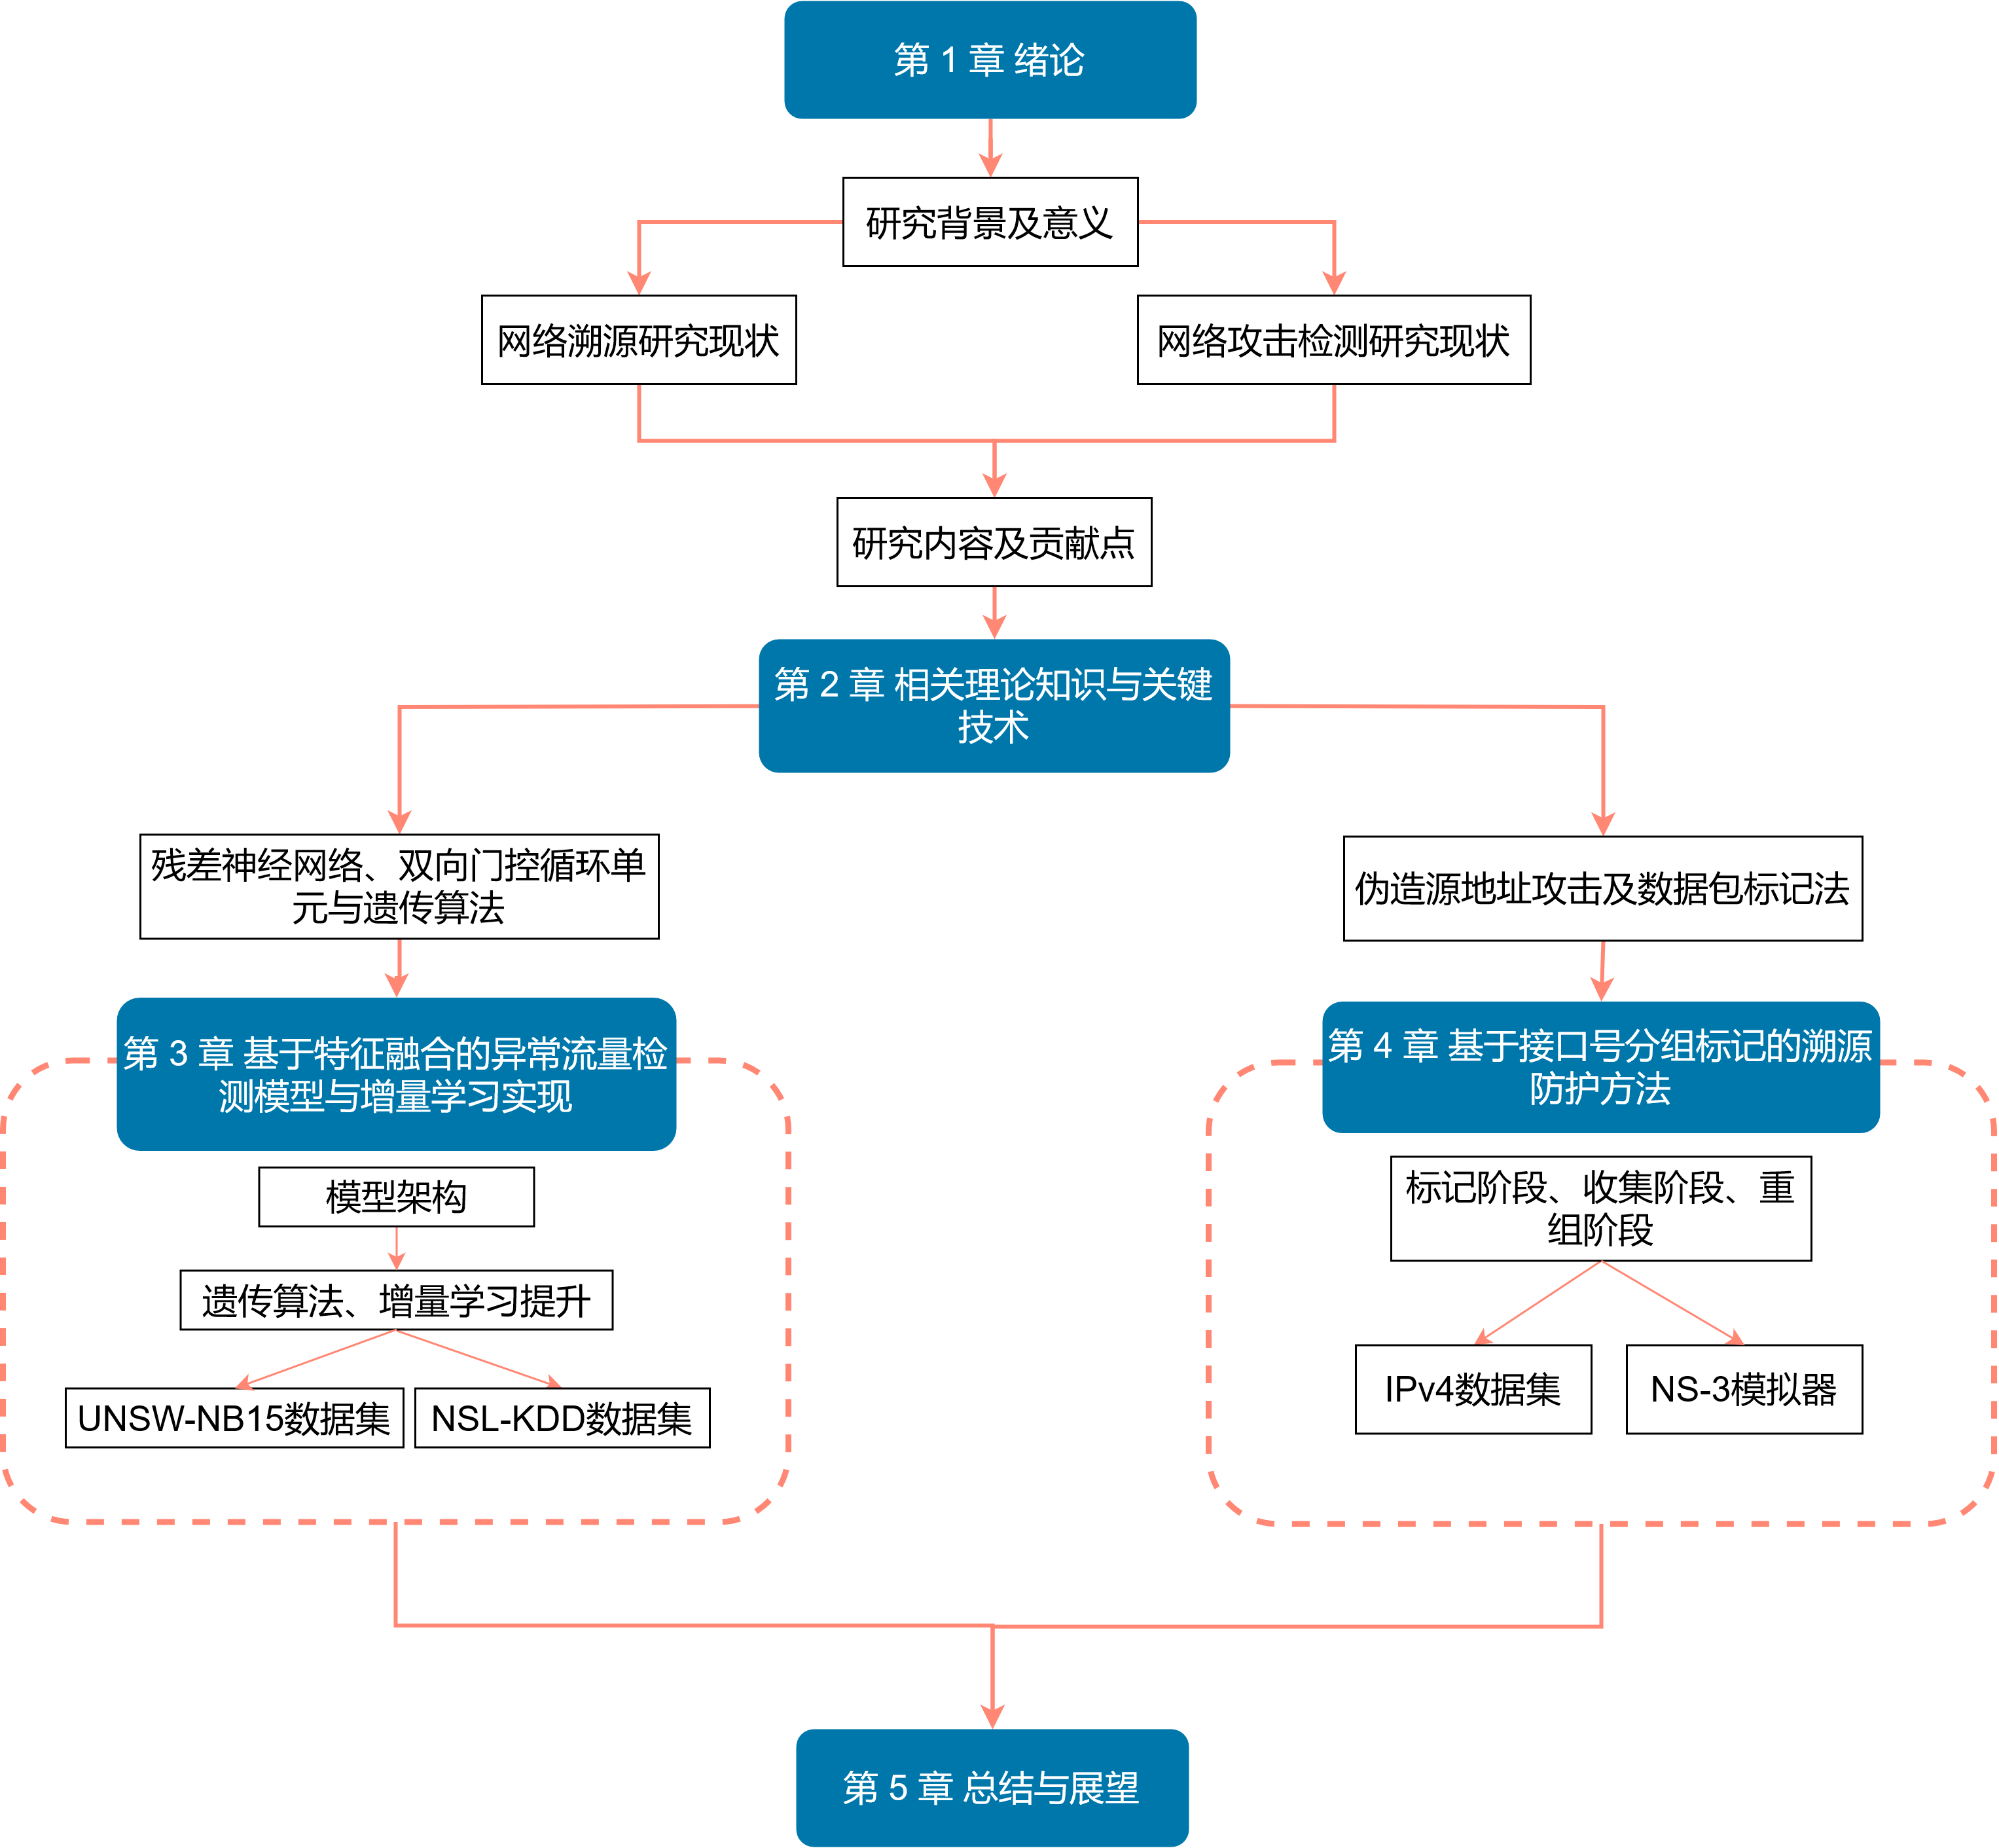 第 1 章 绪论
研究背景及意义
网络溯源研究现状
网络攻击检测研究现状
研究内容及贡献点
第 2 章 相关理论知识与关键
技术
残差神经网络、双向门控循环单
元与遗传算法
伪造源地址攻击及数据包标记法
第 3 章 基于特征融合的异常流量检
测模型与增量学习实现
模型架构
遗传算法、增量学习提升
UNSW-NB15数据集
NSL-KDD数据集
第 4 章 基于接口号分组标记的溯源
防护方法
标记阶段、收集阶段、重
组阶段
IPv4数据集
NS-3模拟器
第 5 章 总结与展望